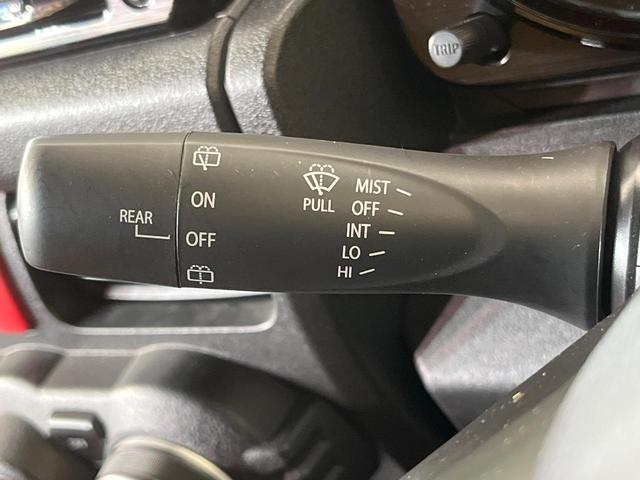 TRIP
REAR
ON
OFF
PULL
MIST
OFF
INT
LO
HI